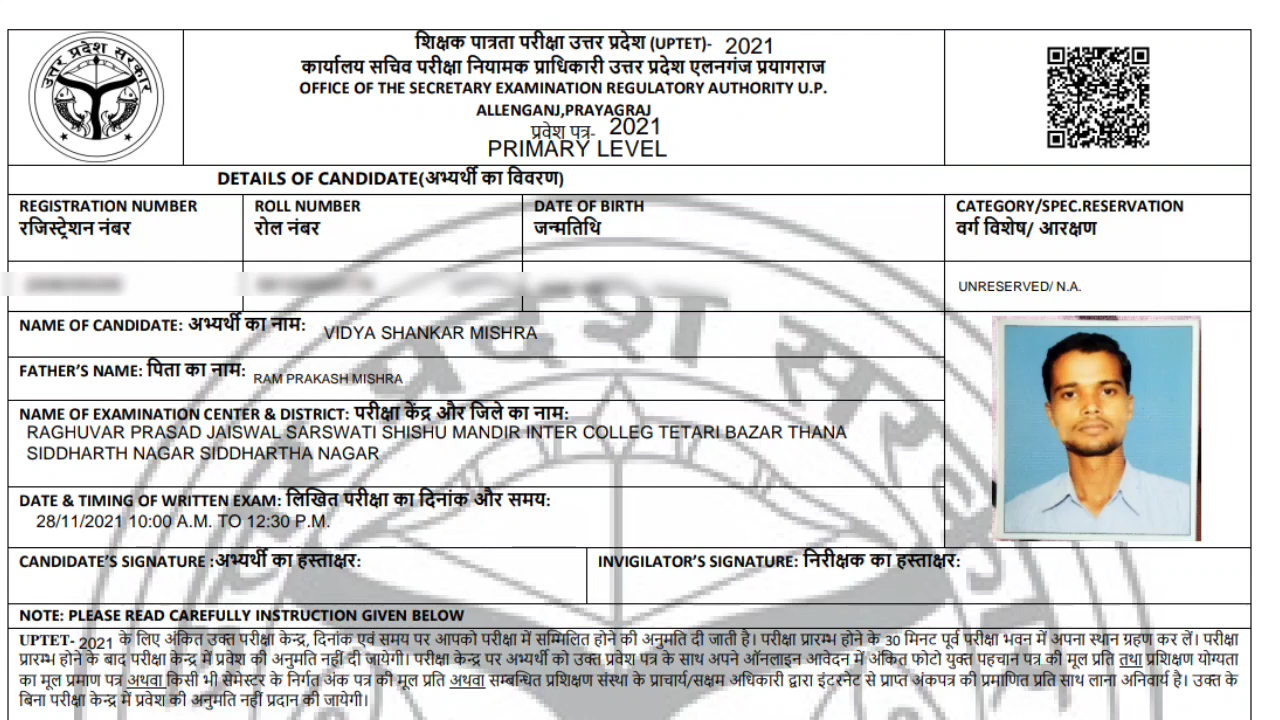 उत्तर प्रदेश सरकार
शिक्षक पात्रता परीक्षा उत्तर प्रदेश (UPTET)- 2021
कार्यालय सचिव परीक्षा नियामक प्राधिकारी उत्तर प्रदेश एलनगंज प्रयागराज
OFFICE OF THE SECRETARY EXAMINATION REGULATORY AUTHORITY U.P.
ALLENGANJ,PRAYAGRAJ
प्रवेश पत्र- 2021
PRIMARY LEVEL
DETAILS OF CANDIDATE(अभ्यर्थी का विवरण)
REGISTRATION NUMBER
रजिस्ट्रेशन नंबर
ROLL NUMBER
रोल नंबर
DATE OF BIRTH
जन्मतिथि
CATEGORY/SPEC.RESERVATION
वर्ग विशेष/ आरक्षण
UNRESERVED/ N.A.
NAME OF CANDIDATE: अभ्यर्थी का नाम: VIDYA SHANKAR MISHRA
FATHER'S NAME: पिता का नाम: RAM PRAKASH MISHRA
NAME OF EXAMINATION CENTER & DISTRICT: परीक्षा केंद्र और जिले का नाम:
RAGHUVAR PRASAD JAISWAL SARSWATI SHISHU MANDIR INTER COLLEG TETARI BAZAR THANA
SIDDHARTH NAGAR SIDDHARTHA NAGAR
DATE & TIMING OF WRITTEN EXAM: लिखित परीक्षा का दिनांक और समय:
28/11/2021 10:00 A.M. TO 12:30 P.M.
CANDIDATE'S SIGNATURE :अभ्यर्थी का हस्ताक्षर:
INVIGILATOR'S SIGNATURE: निरीक्षक का हस्ताक्षर:
NOTE: PLEASE READ CAREFULLY INSTRUCTION GIVEN BELOW
UPTET- 2021 के लिए अंकित उक्त परीक्षा केन्द्र, दिनांक एवं समय पर आपको परीक्षा में सम्मिलित होने की अनुमति दी जाती है। परीक्षा प्रारम्भ होने के 30 मिनट पूर्व परीक्षा भवन में अपना स्थान ग्रहण कर लें। परीक्षा
प्रारम्भ होने के बाद परीक्षा केन्द्र में प्रवेश की अनुमति नहीं दी जायेगी। परीक्षा केन्द्र पर अभ्यर्थी को उक्त प्रवेश पत्र के साथ अपने ऑनलाइन आवेदन में अंकित फोटो युक्त पहचान पत्र की मूल प्रति तथा प्रशिक्षण योग्यता
का मूल प्रमाण पत्र अथवा किसी भी सेमेस्टर के निर्गत अंक पत्र की मूल प्रति अथवा सम्बन्धित प्रशिक्षण संस्था के प्राचार्य/सक्षम अधिकारी द्वारा इंटरनेट से प्राप्त अंकपत्र की प्रमाणित प्रति साथ लाना अनिवार्य है। उक्त के
बिना परीक्षा केन्द्र में प्रवेश की अनुमति नहीं प्रदान की जायेगी।